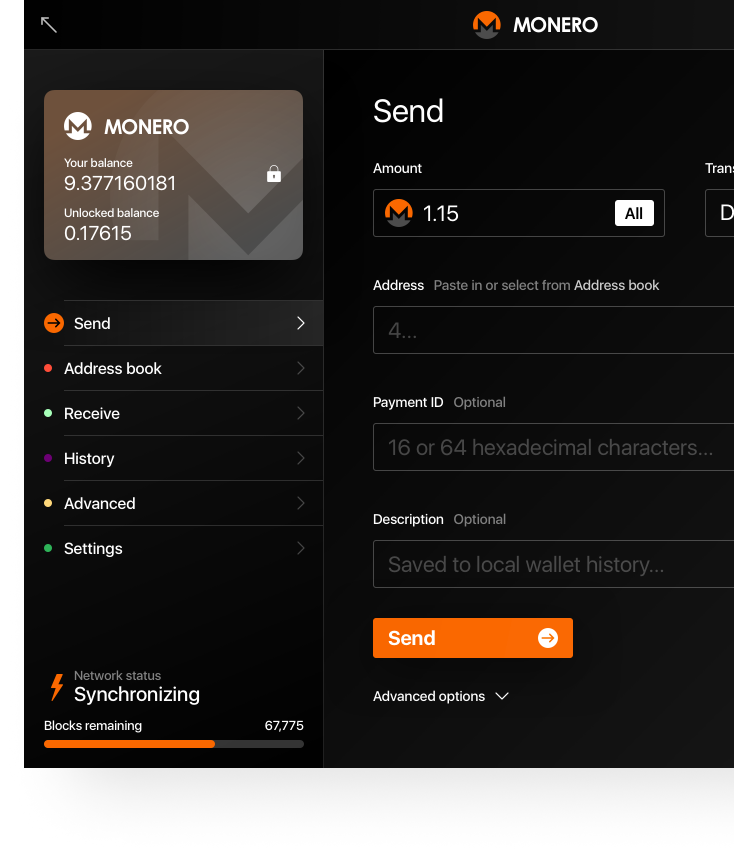 MONERO
MONERO
Your balance
9.377160181
Unlocked balance
0.17615
Send
Address book
Receive
History
Advanced
Settings
Network status
Synchronizing
Blocks remaining 67,775
Send
Amount
1.15 All
Address Paste in or select from Address book
4...
Payment ID Optional
16 or 64 hexadecimal characters...
Description Optional
Saved to local wallet history...
Send
Advanced options